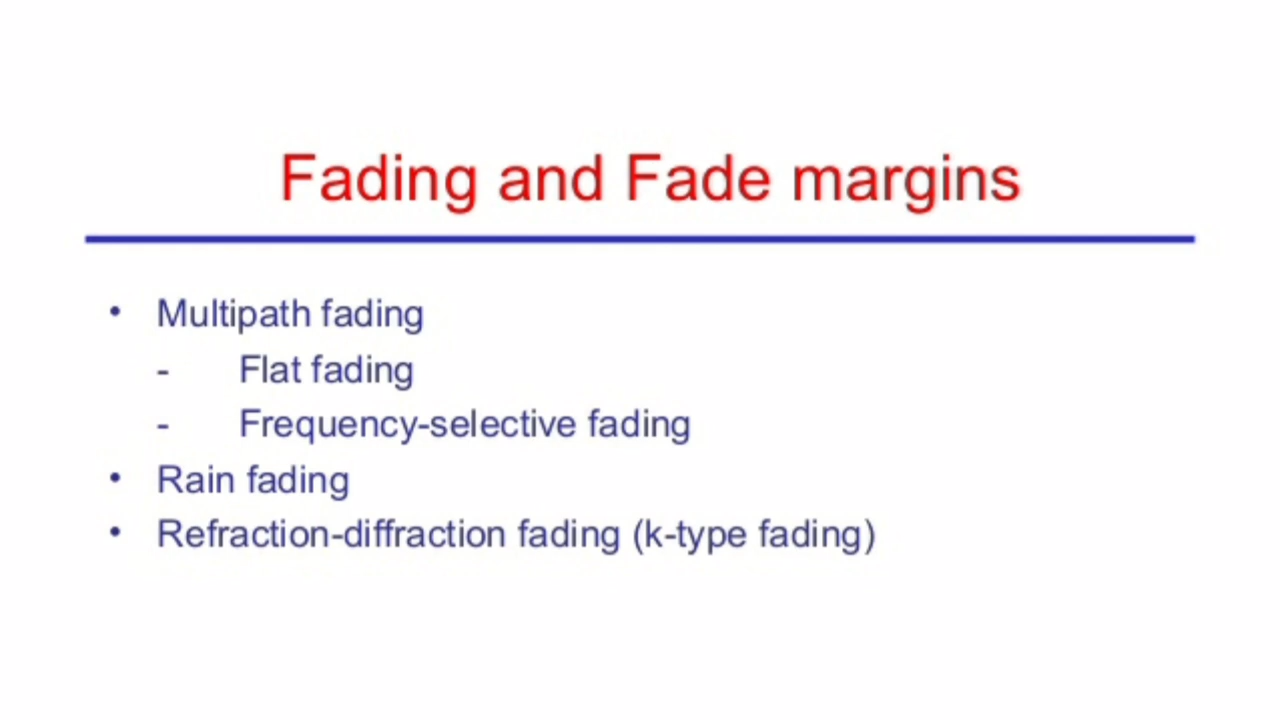 Fading and Fade margins
• Multipath fading
- Flat fading
- Frequency-selective fading
• Rain fading
• Refraction-diffraction fading (k-type fading)